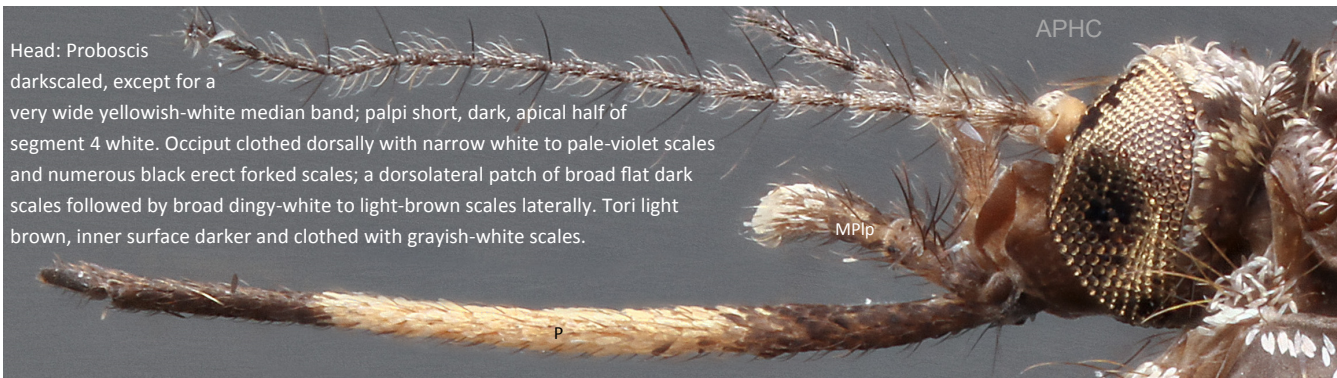 APHC
Head: Proboscis
darkscaled, except for a
very wide yellowish-white median band; palpi short, dark, apical half of
segment 4 white. Occiput clothed dorsally with narrow white to pale-violet scales
and numerous black erect forked scales; a dorsolateral patch of broad flat dark
scales followed by broad dingy-white to light-brown scales laterally. Tori light
brown, inner surface darker and clothed with grayish-white scales.
MPlp
P